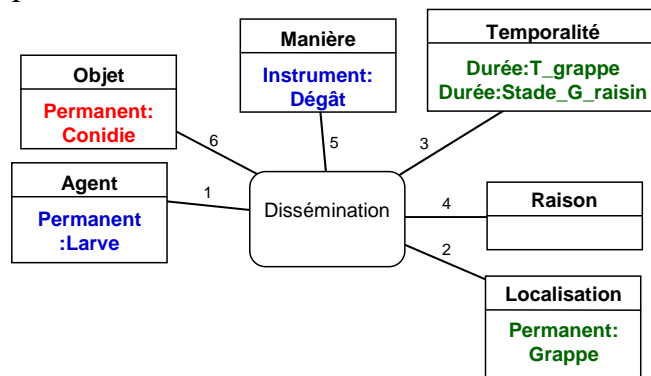 Manière
Instrument:
Dégât
Temporalité
Durée:T_grappe
Durée:Stade_G_raisin
Objet
Permanent:
Conidie
6
5
3
Agent
Permanent
:Larve
1
Dissémination
4
Raison
2
Localisation
Permanent:
Grappe